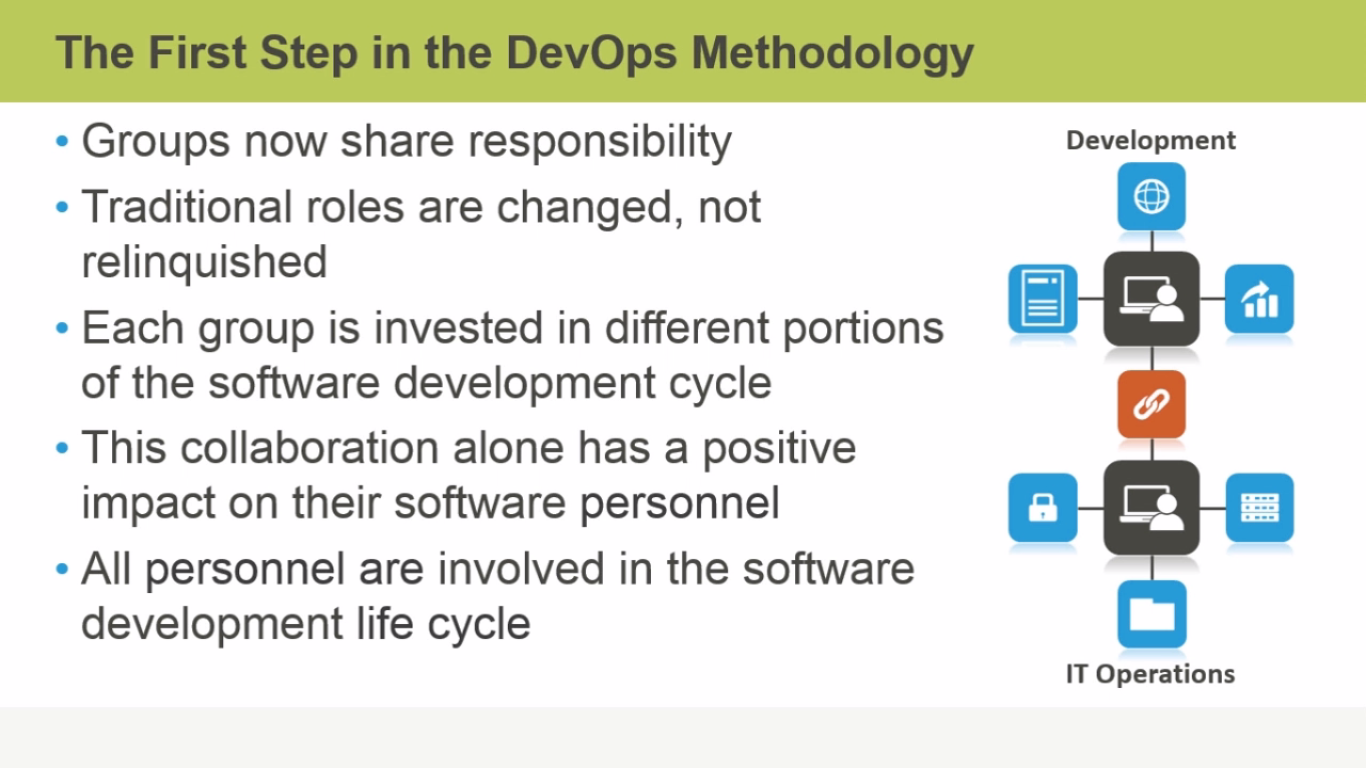 The First Step in the DevOps Methodology
• Groups now share responsibility
• Traditional roles are changed, not
relinquished
• Each group is invested in different portions
of the software development cycle
• This collaboration alone has a positive
impact on their software personnel
• All personnel are involved in the software
development life cycle
Development
IT Operations